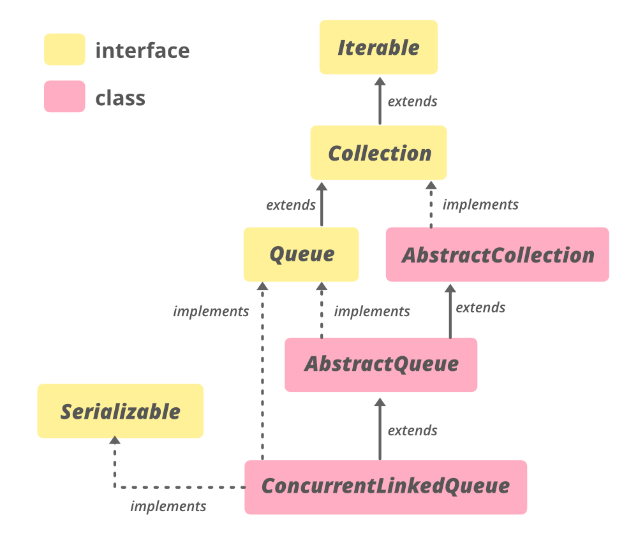 interface
class
Iterable
extends
Collection
extends
implements
Queue
AbstractCollection
implements
implements
extends
AbstractQueue
Serializable
extends
ConcurrentLinkedQueue
implements